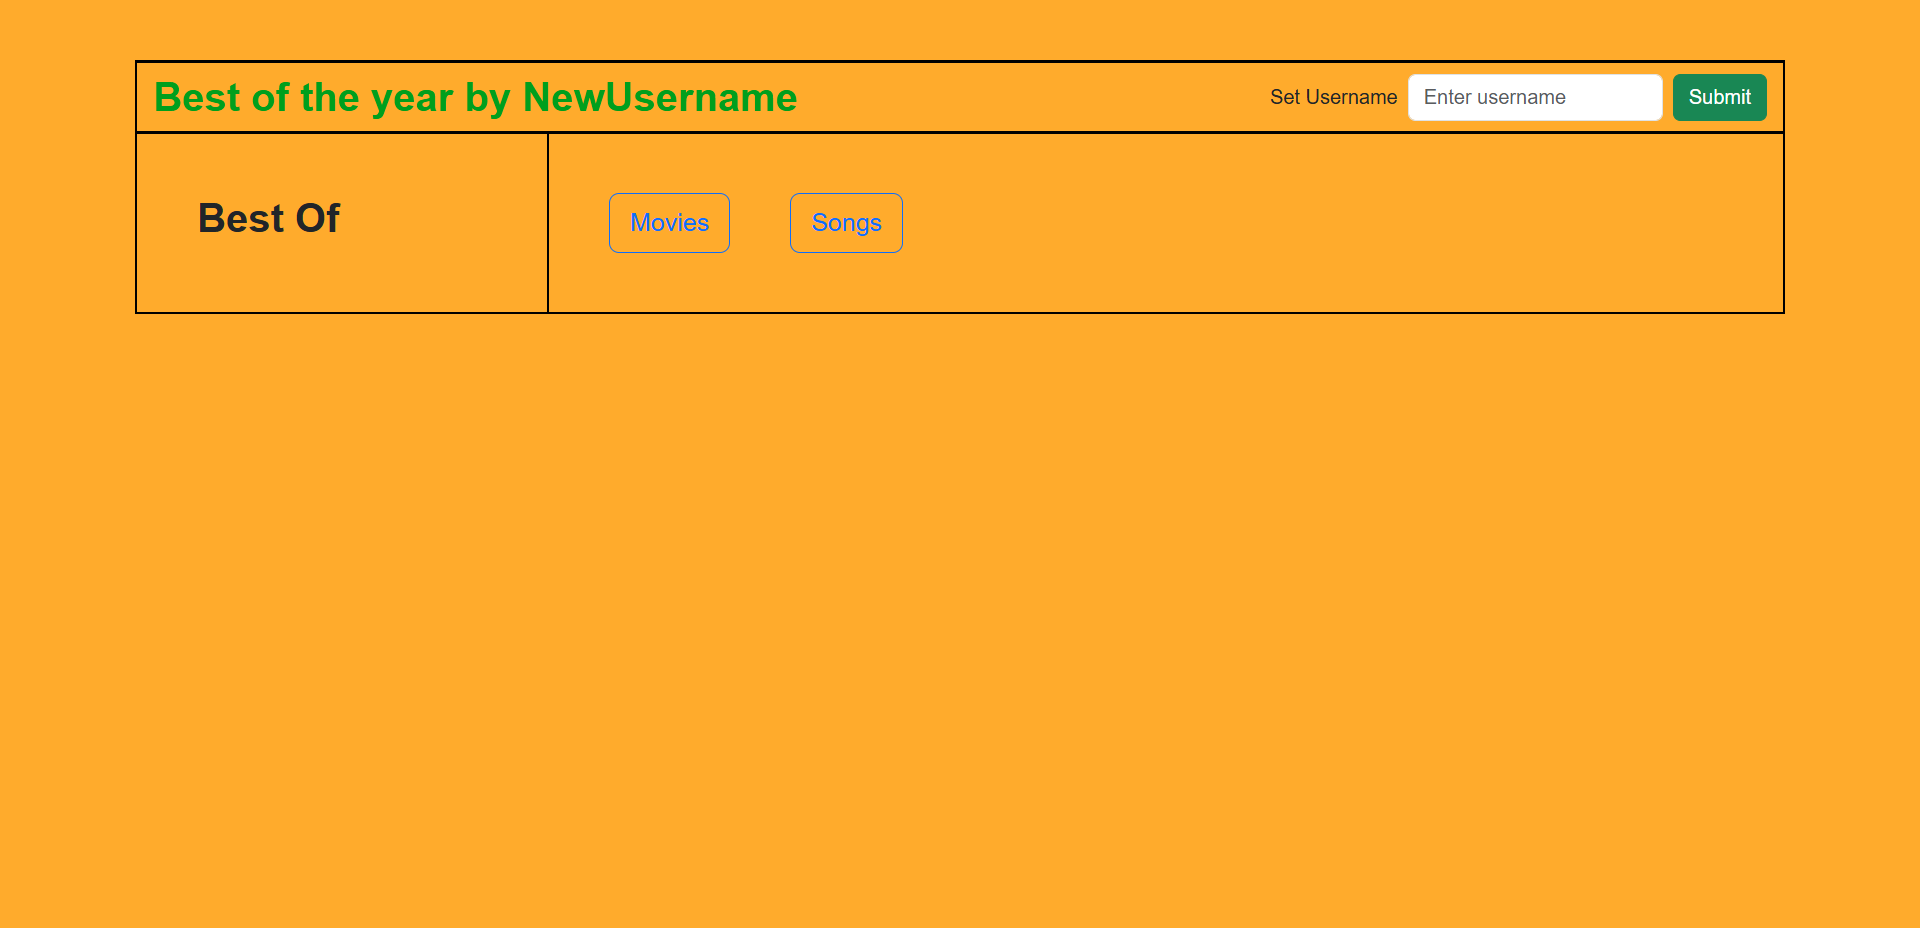 Best of the year by NewUsername
Set Username Enter username Submit
Best Of
Movies Songs